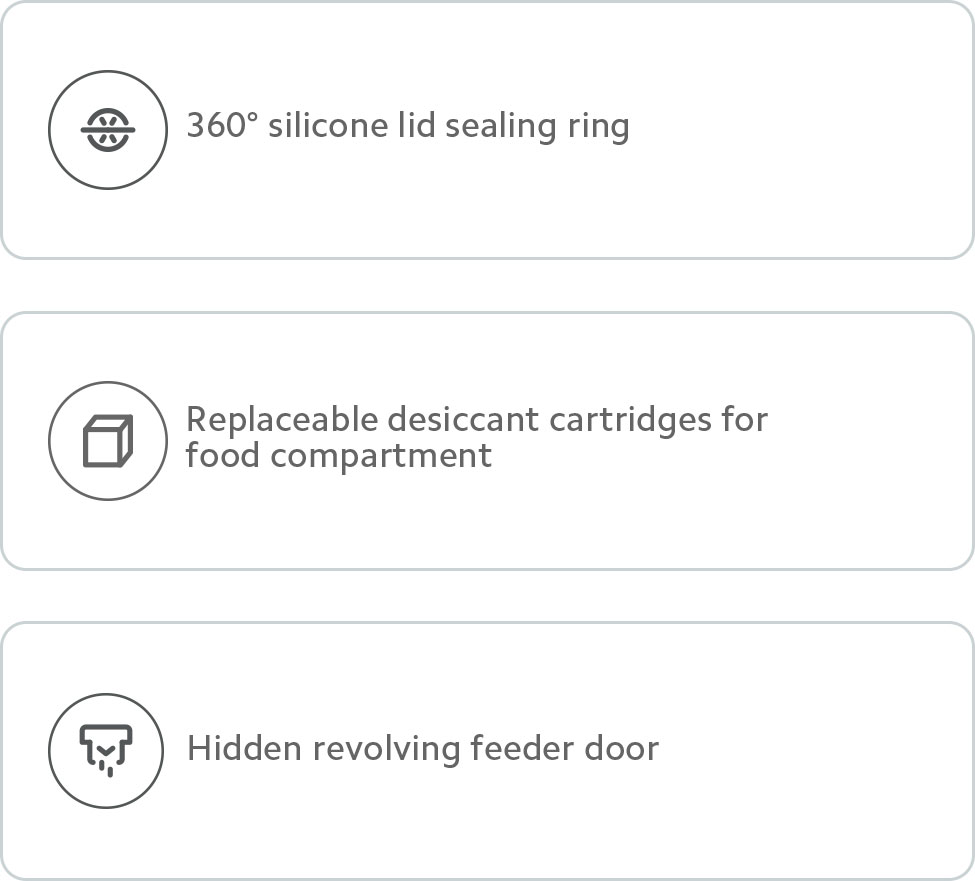 360° silicone lid sealing ring
Replaceable desiccant cartridges for
food compartment
Hidden revolving feeder door